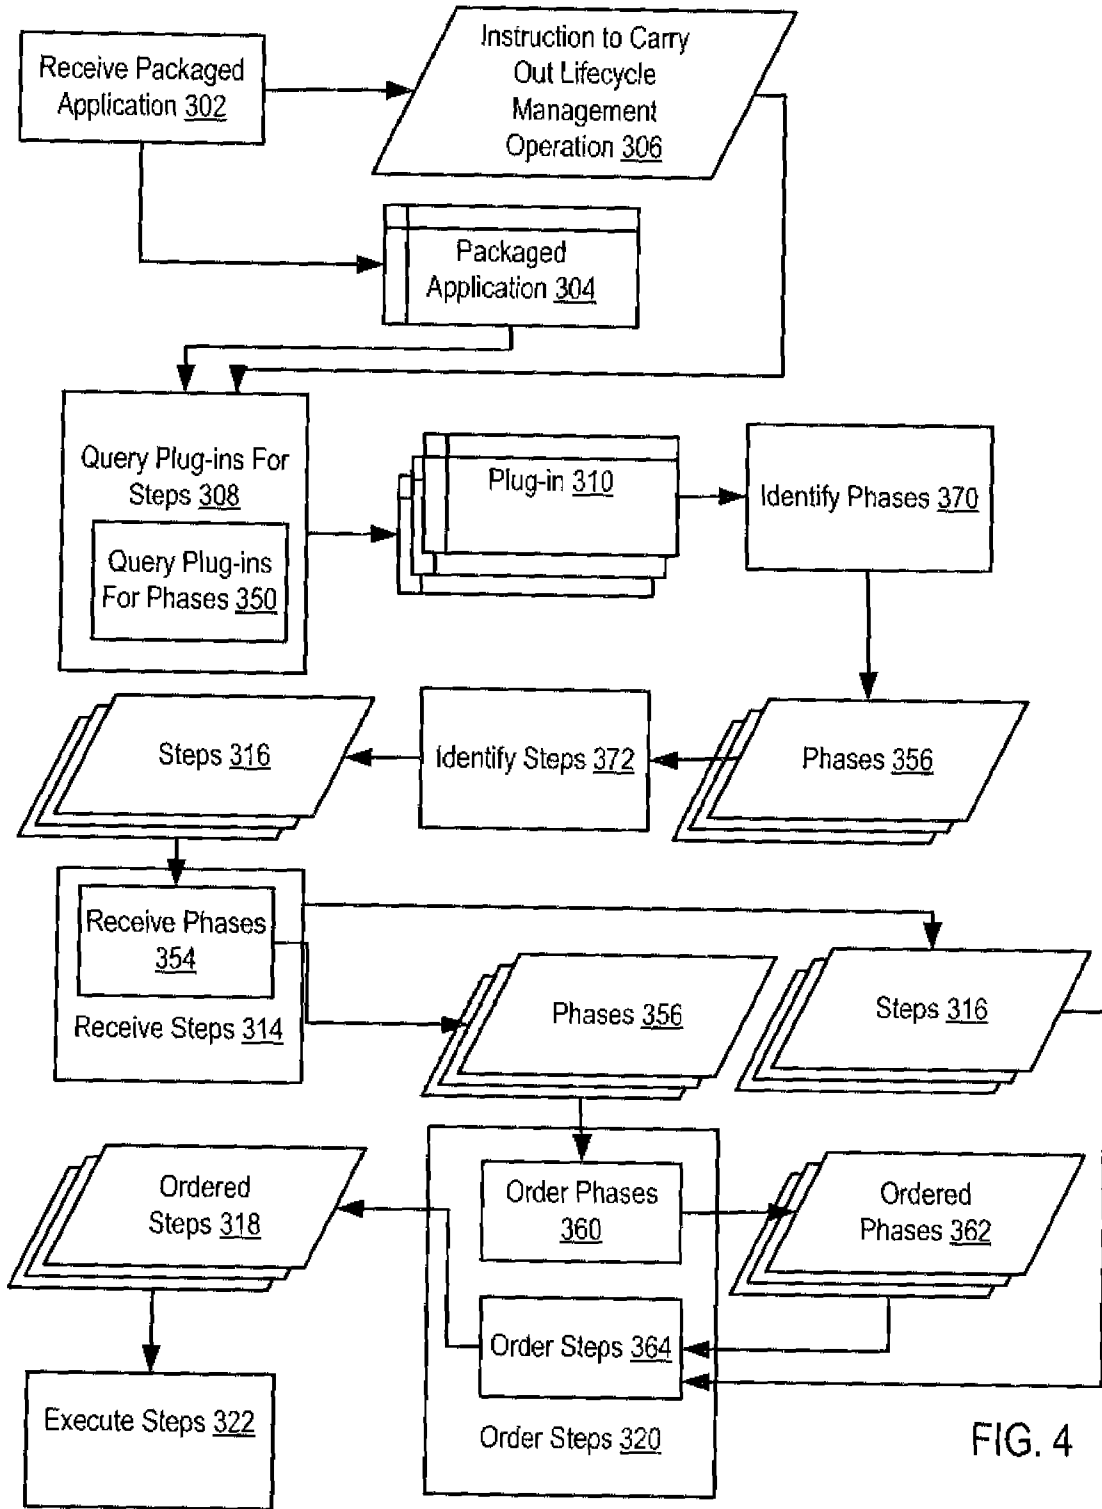 Receive Packaged
Application 302
Instruction to Carry
Out Lifecycle
Management
Operation 306
Packaged
Application 304
Query Plug-ins For
Steps 308
Query Plug-ins
For Phases 350
Plug-in 310
Identify Phases 370
Steps 316
Identify Steps 372
Phases 356
Receive Phases
354
Receive Steps 314
Phases 356
Steps 316
Ordered
Steps 318
Order Phases
360
Ordered
Phases 362
Order Steps 364
Execute Steps 322
Order Steps 320
FIG. 4